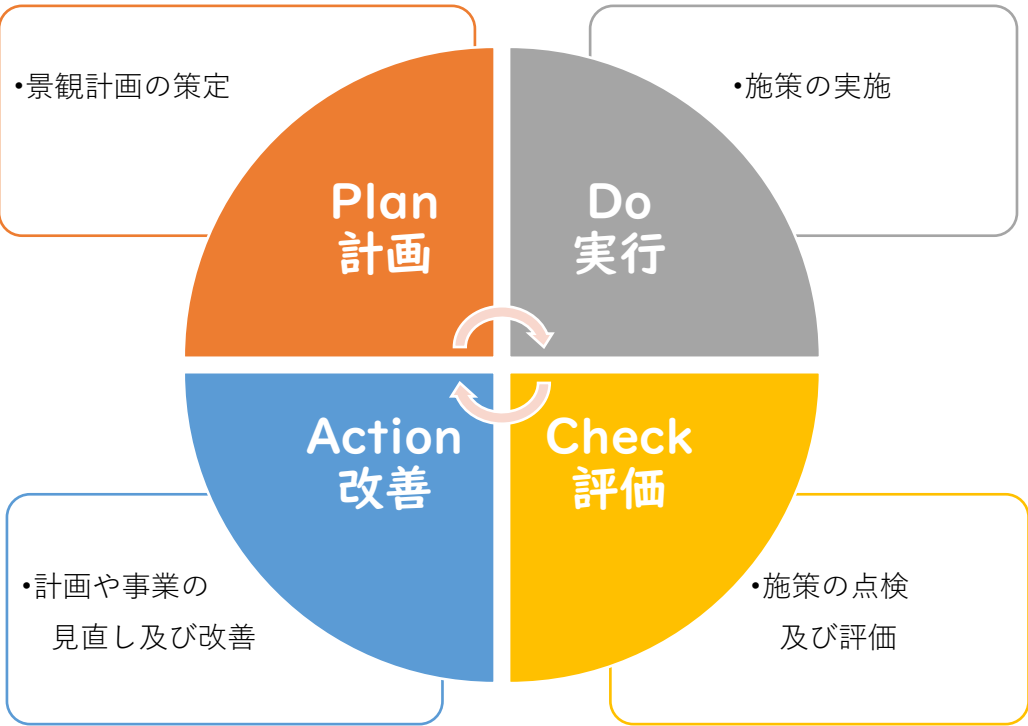 •景観計画の策定
•施策の実施
Plan
計画
Do
実行
Action
改善
Check
評価
•計画や事業の
見直し及び改善
•施策の点検
及び評価